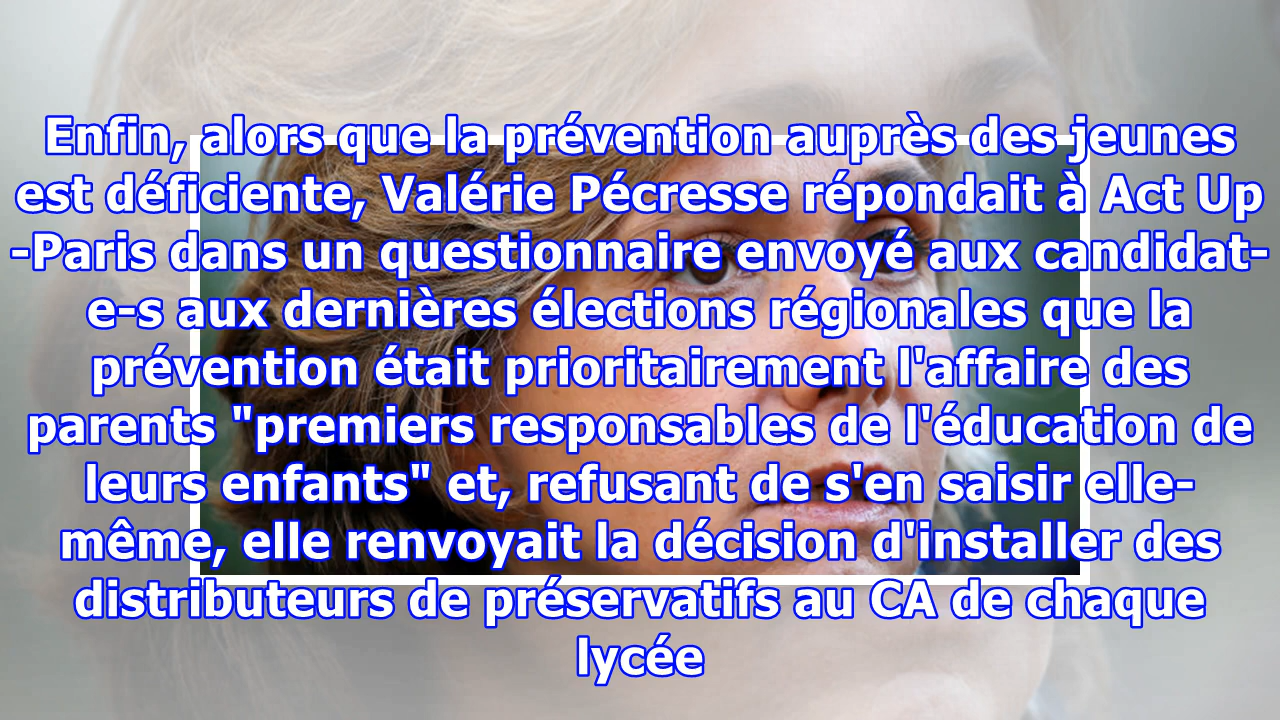 Enfin, alors que la prévention auprès des jeunes
est déficiente, Valérie Pécresse répondait à Act Up
-Paris dans un questionnaire envoyé aux candidat-
e-s aux dernières élections régionales que la
prévention était prioritairement l'affaire des
parents "premiers responsables de l'éducation de
leurs enfants" et, refusant de s'en saisir elle-
même, elle renvoyait la décision d'installer des
distributeurs de préservatifs au CA de chaque
lycée